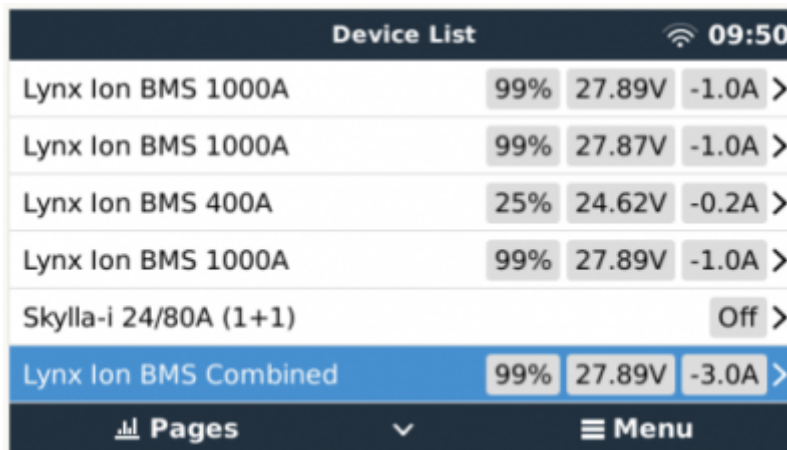 Device List 09:50
Lynx Ion BMS 1000A 99% 27.89V -1.0A
Lynx Ion BMS 1000A 99% 27.87V -1.0A
Lynx Ion BMS 400A 25% 24.62V -0.2A
Lynx Ion BMS 1000A 99% 27.89V -1.0A
Skylla-i 24/80A (1+1) Off
Lynx Ion BMS Combined 99% 27.89V -3.0A
Pages Menu